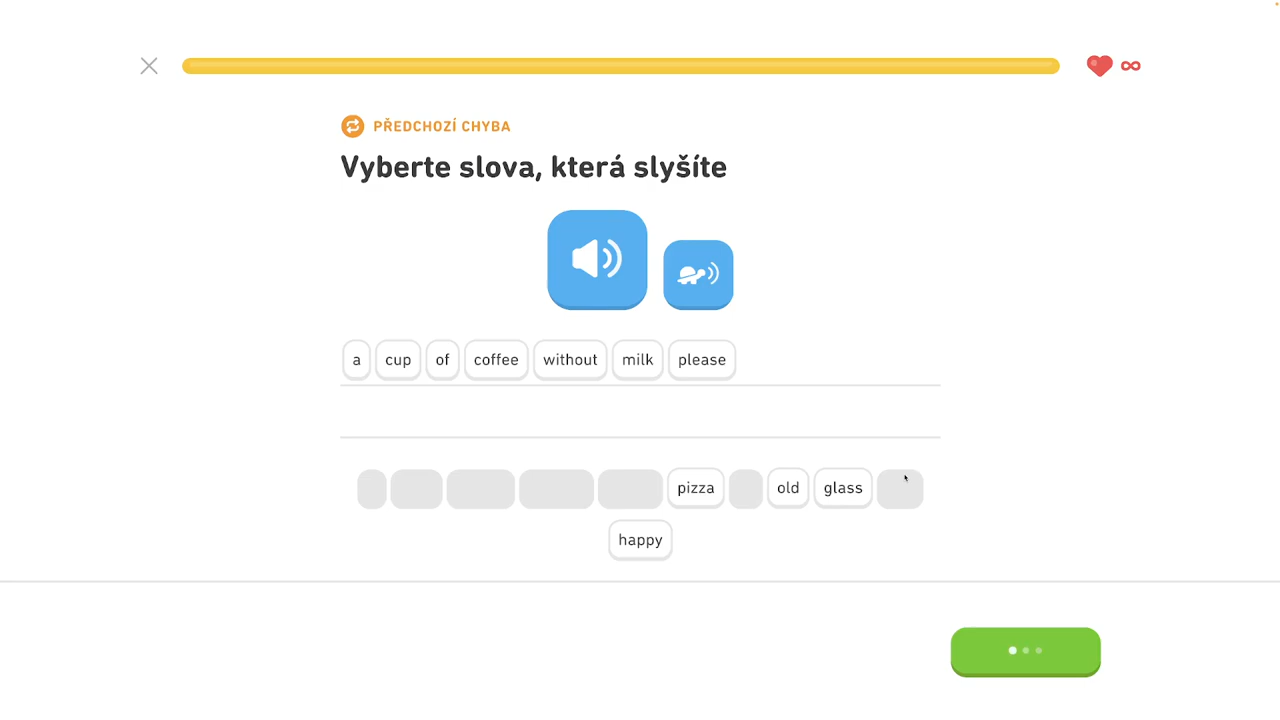 PŘEDCHOZÍ CHYBA
Vyberte slova, která slyšíte
a cup of coffee without milk please
pizza old glass
happy